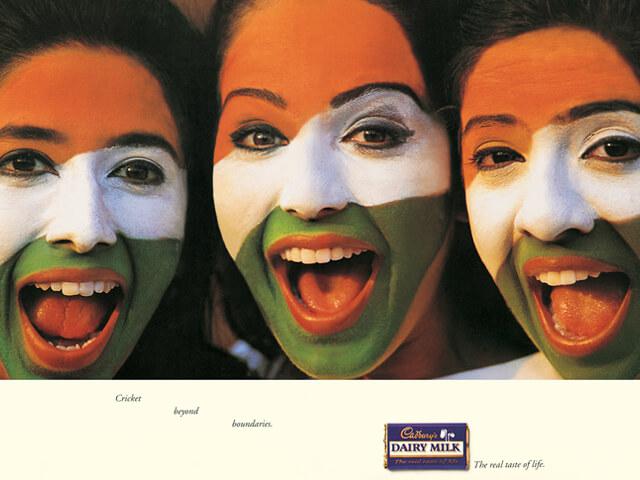 Cricket
beyond
boundaries.
Cadbury's
DAIRY MILK
The real taste of life
The real taste of life.